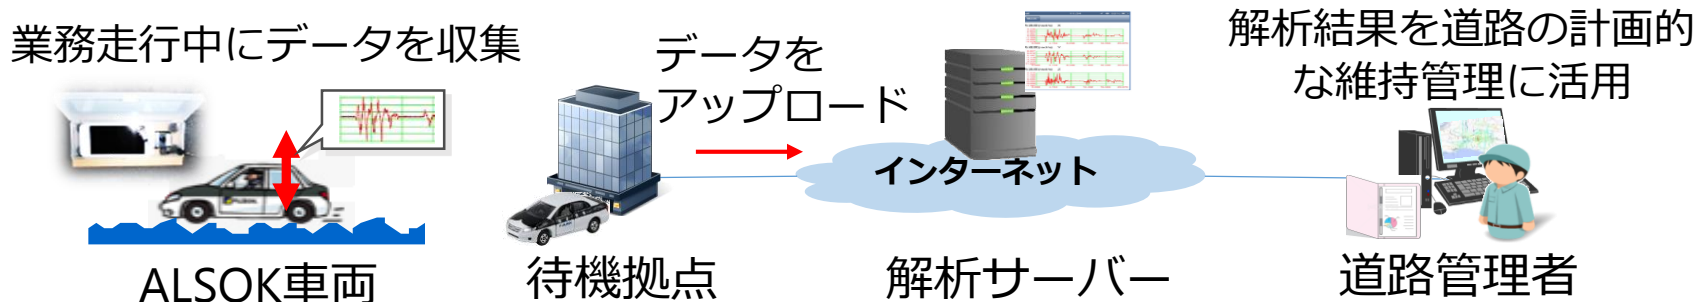 業務走行中にデータを収集
データを
アップロード
解析結果を道路の計画的
な維持管理に活用
インターネット
ALSOK車両
待機拠点
解析サーバー
道路管理者